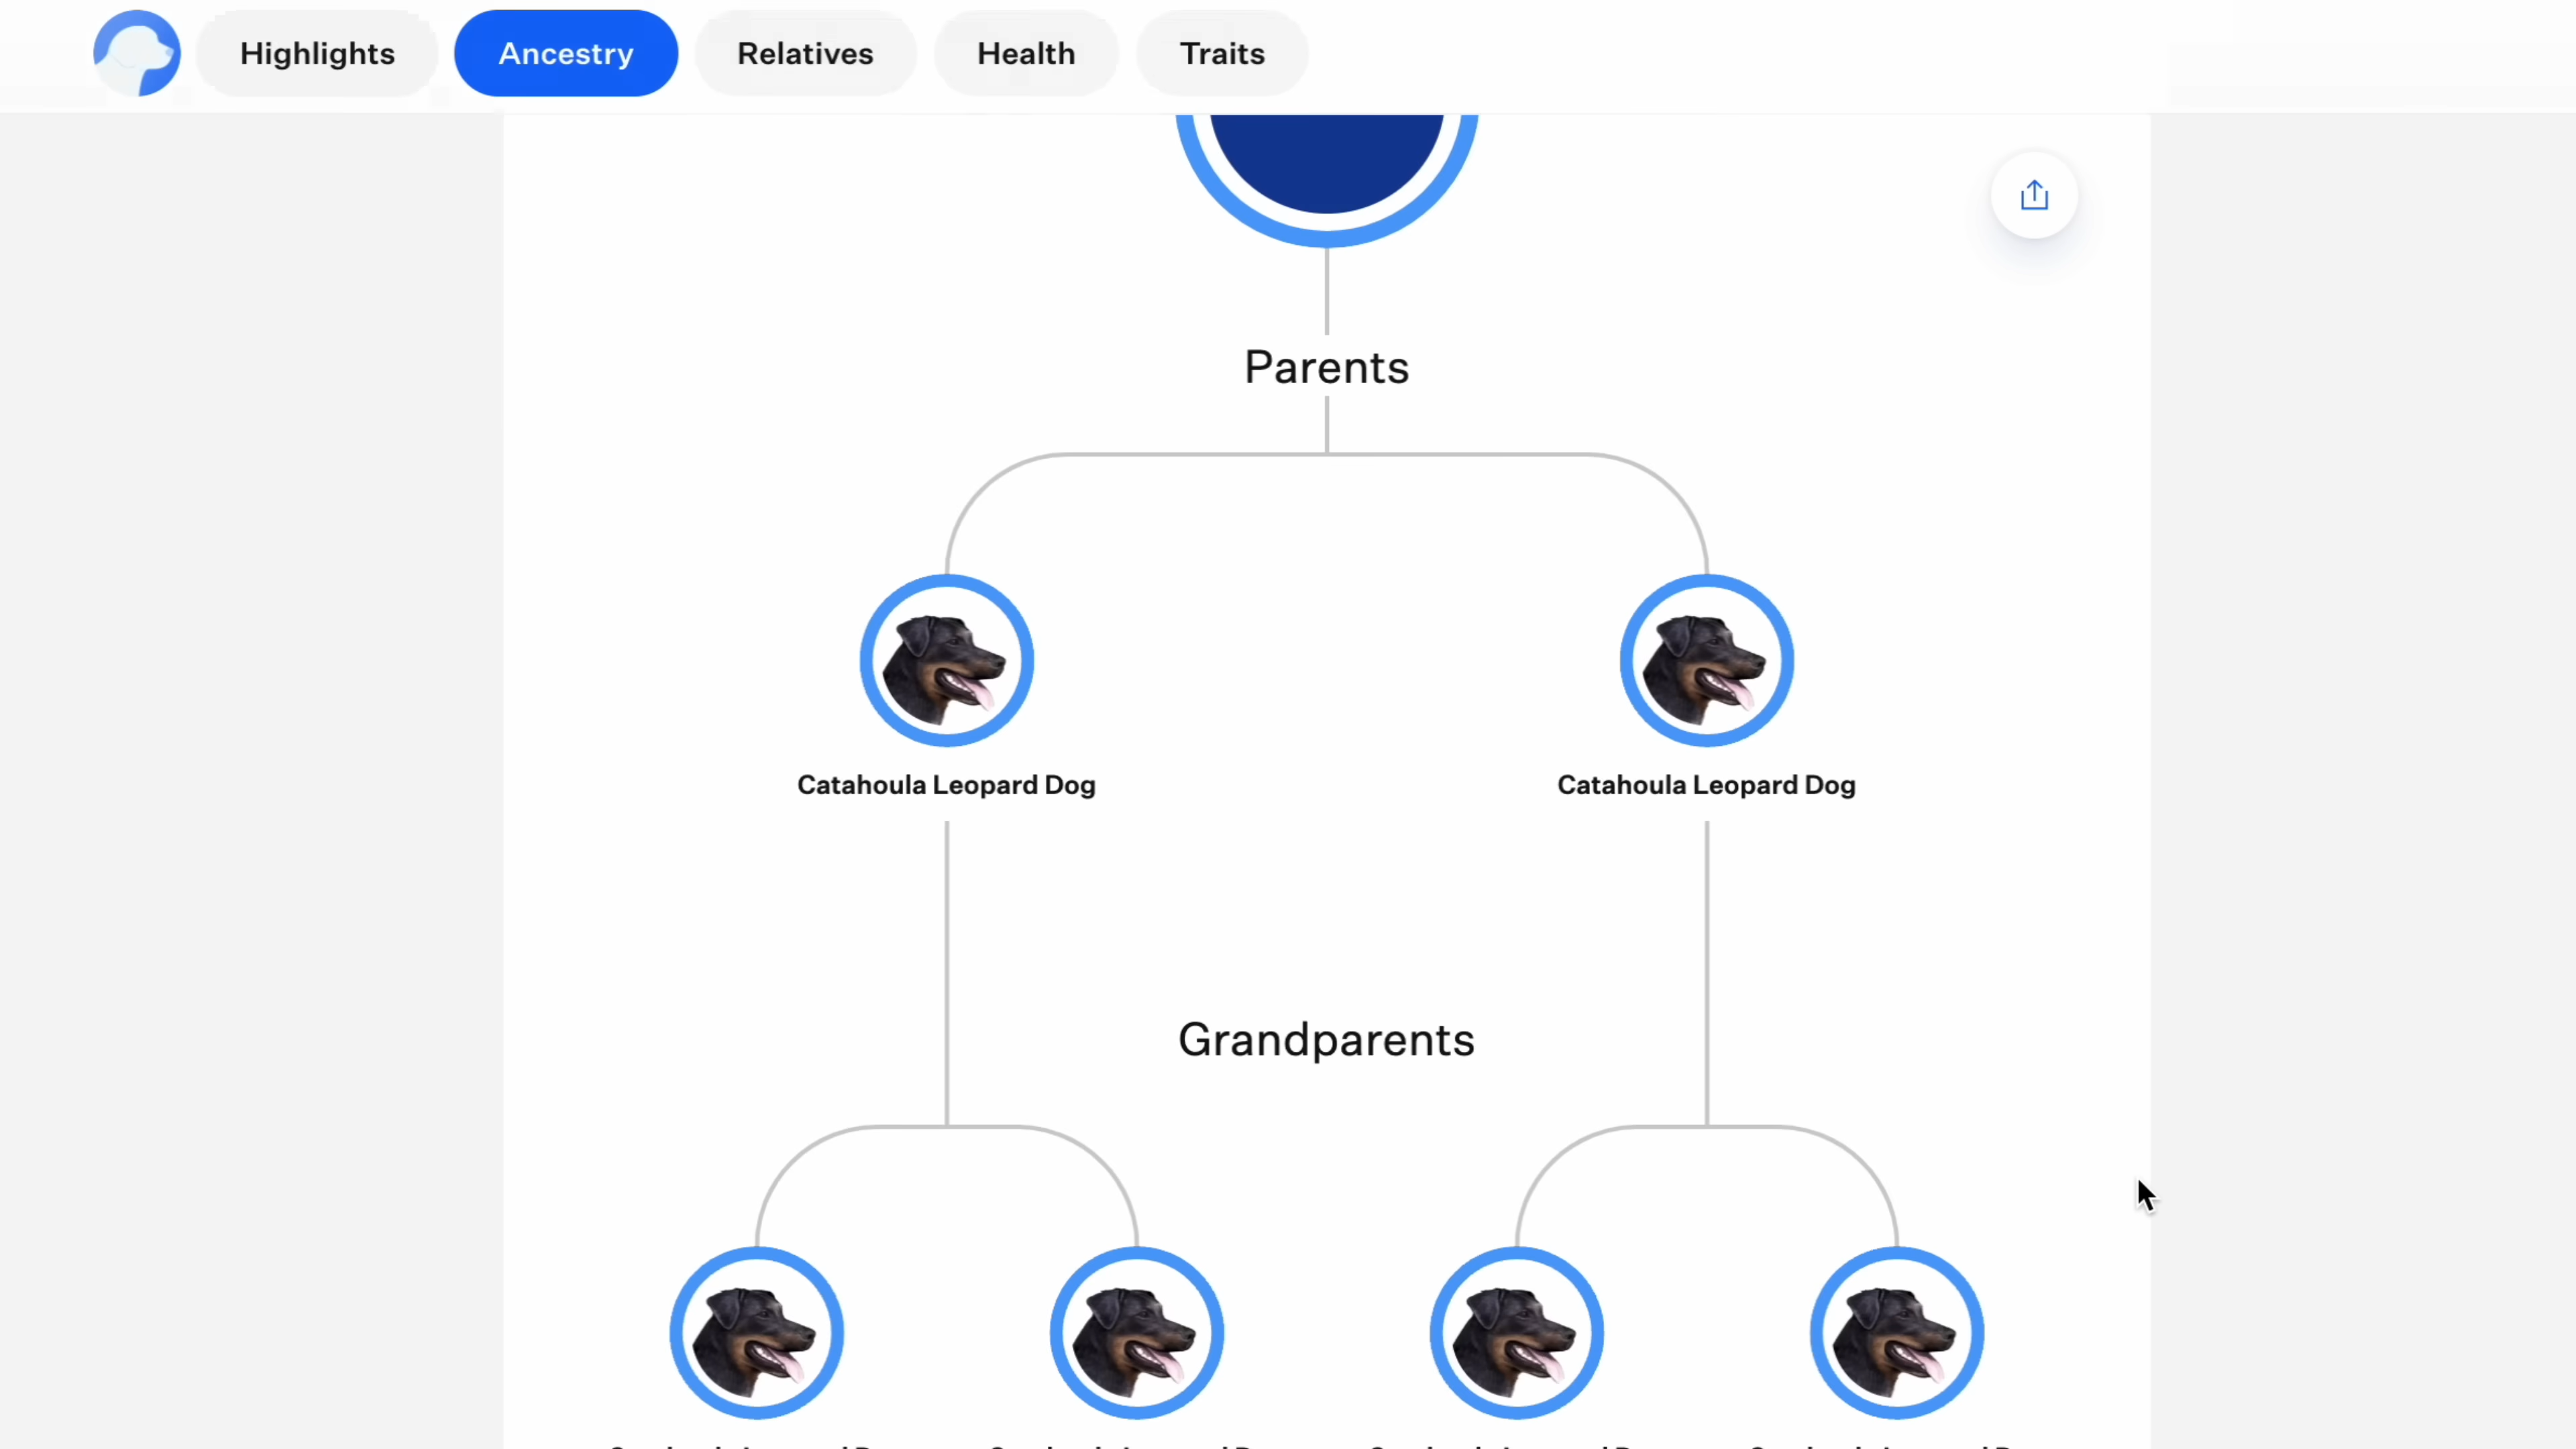 Highlights
Ancestry
Relatives
Health
Traits
Parents
Catahoula Leopard Dog
Catahoula Leopard Dog
Grandparents